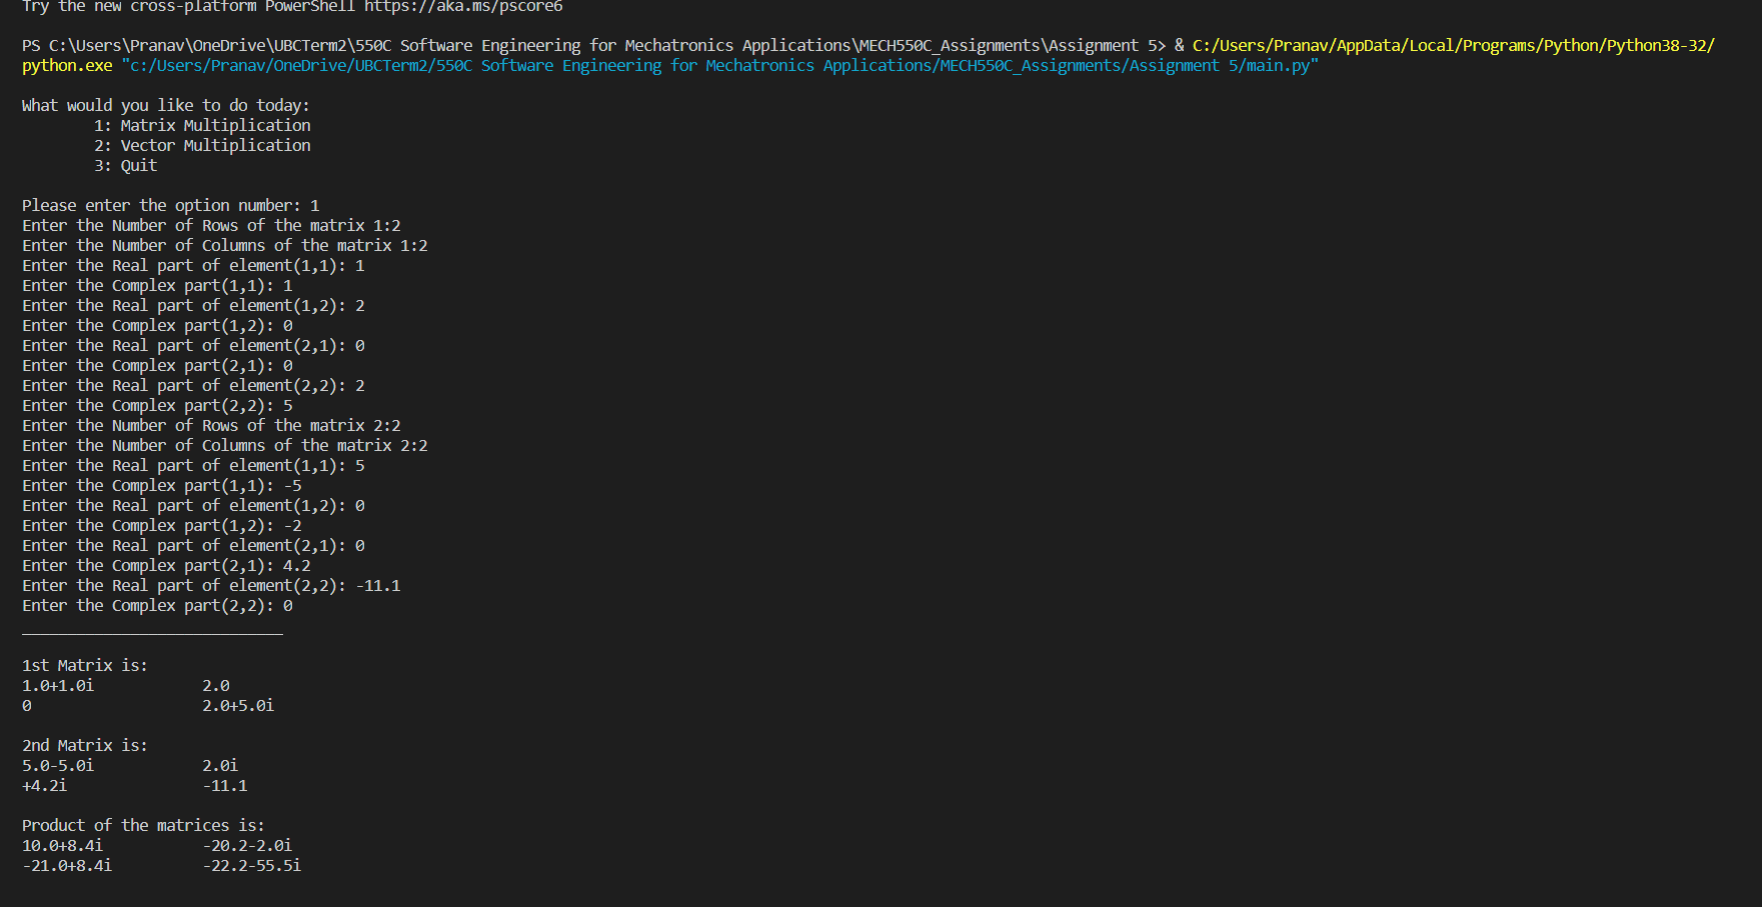 Try the new cross-platform PowerShell https://aka.ms/pscore6
PS C:\Users\Pranav\OneDrive\UBCTerm2\550C Software Engineering for Mechatronics Applications\MECH550C_Assignments\Assignment 5> & C:/Users/Pranav/AppData/Local/Programs/Python/Python38-32/
python.exe "c:/Users/Pranav/OneDrive/UBCTerm2/550C Software Engineering for Mechatronics Applications/MECH550C_Assignments/Assignment 5/main.py"
What would you like to do today:
1: Matrix Multiplication
2: Vector Multiplication
3: Quit
Please enter the option number: 1
Enter the Number of Rows of the matrix 1:2
Enter the Number of Columns of the matrix 1:2
Enter the Real part of element(1,1): 1
Enter the Complex part(1,1): 1
Enter the Real part of element(1,2): 2
Enter the Complex part(1,2): 0
Enter the Real part of element(2,1): 0
Enter the Complex part(2,1): 0
Enter the Real part of element(2,2): 2
Enter the Complex part(2,2): 5
Enter the Number of Rows of the matrix 2:2
Enter the Number of Columns of the matrix 2:2
Enter the Real part of element(1,1): 5
Enter the Complex part(1,1): -5
Enter the Real part of element(1,2): 0
Enter the Complex part(1,2): -2
Enter the Real part of element(2,1): 0
Enter the Complex part(2,1): 4.2
Enter the Real part of element(2,2): -11.1
Enter the Complex part(2,2): 0
_____________________________
1st Matrix is:
1.0+1.0i 2.0
0 2.0+5.0i
2nd Matrix is:
5.0-5.0i 2.0i
+4.2i -11.1
Product of the matrices is:
10.0+8.4i -20.2-2.0i
-21.0+8.4i -22.2-55.5i